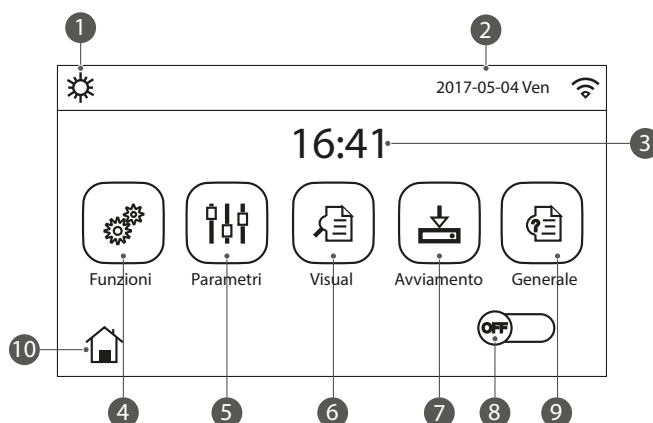 1
2
2017-05-04 Ven
16:41
3
Funzioni
Parametri
Visual
Avviamento
Generale
OFF
10
4
5
6
7
8
9